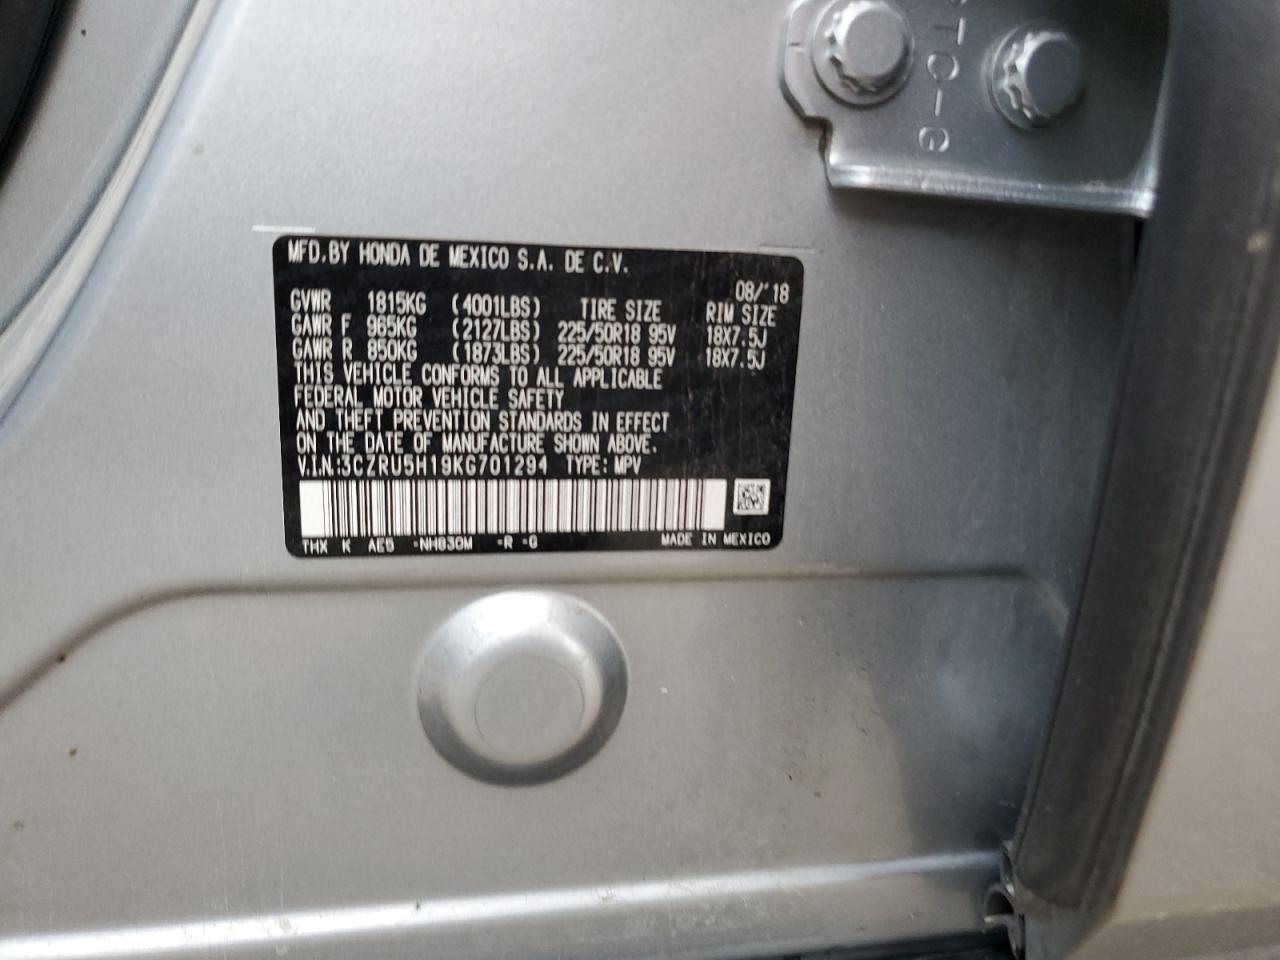 STC-G
MFD.BY HONDA DE MEXICO S.A. DE C.V.
08/'18
GVWR 1815KG (4001LBS) TIRE SIZE RIM SIZE
GAWR F 965KG (2127LBS) 225/50R18 95V 18X7.5J
GAWR R 850KG (1873LBS) 225/50R18 95V 18X7.5J
THIS VEHICLE CONFORMS TO ALL APPLICABLE
FEDERAL MOTOR VEHICLE SAFETY
AND THEFT PREVENTION STANDARDS IN EFFECT
ON THE DATE OF MANUFACTURE SHOWN ABOVE.
V.I.N.:3CZRU5H19KG701294 TYPE: MPV
THX K AE5 -NH830M -R -G MADE IN MEXICO